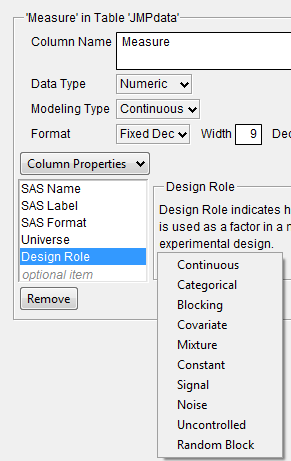 'Measure' in Table 'JMPdata'
Column Name Measure
Data Type Numeric
Modeling Type Continuous
Format Fixed Dec Width 9 Dec
Column Properties
SAS Name
SAS Label
SAS Format
Universe
Design Role
optional item
Remove
Design Role
Design Role indicates h
is used as a factor in a n
experimental design.
Continuous
Categorical
Blocking
Covariate
Mixture
Constant
Signal
Noise
Uncontrolled
Random Block